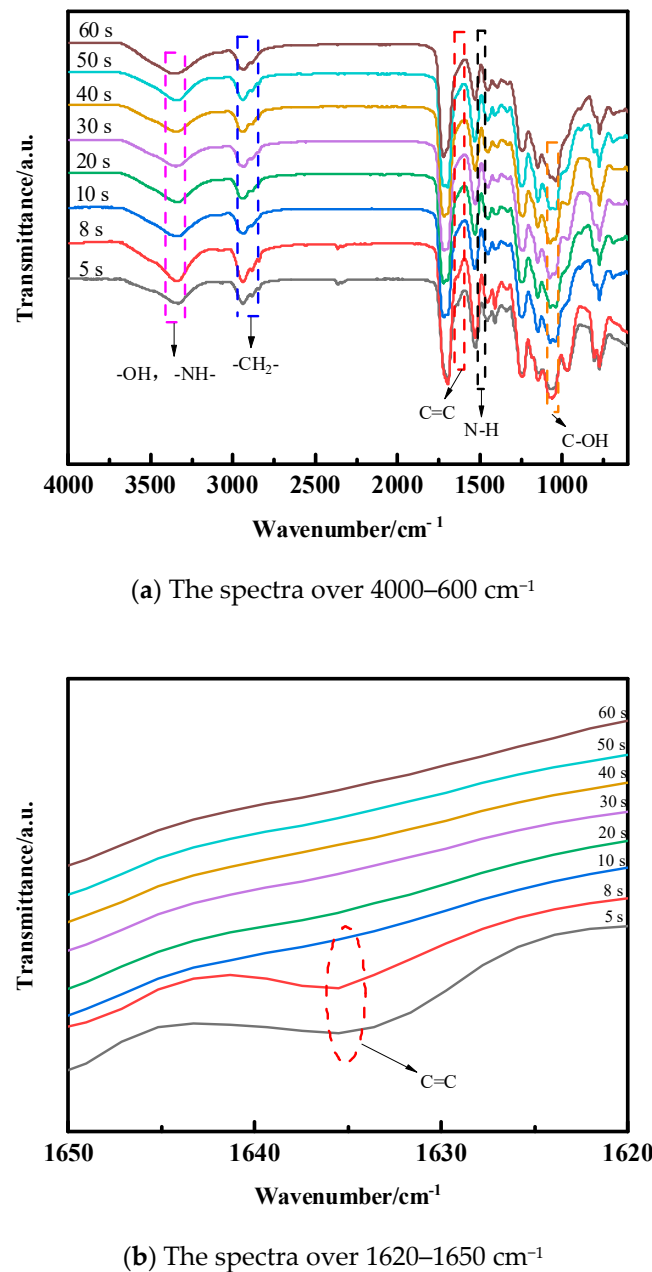 60 s
50 s
40 s
30 s
20 s
10 s
8 s
5 s
Transmittance/a.u.
-OH, -NH-
-CH₂-
C=C
N-H
C-OH
4000 3500 3000 2500 2000 1500 1000
Wavenumber/cm⁻¹
(a) The spectra over 4000–600 cm⁻¹
60 s
50 s
40 s
30 s
20 s
10 s
8 s
5 s
Transmittance/a.u.
C=C
1650 1640 1630 1620
Wavenumber/cm⁻¹
(b) The spectra over 1620–1650 cm⁻¹